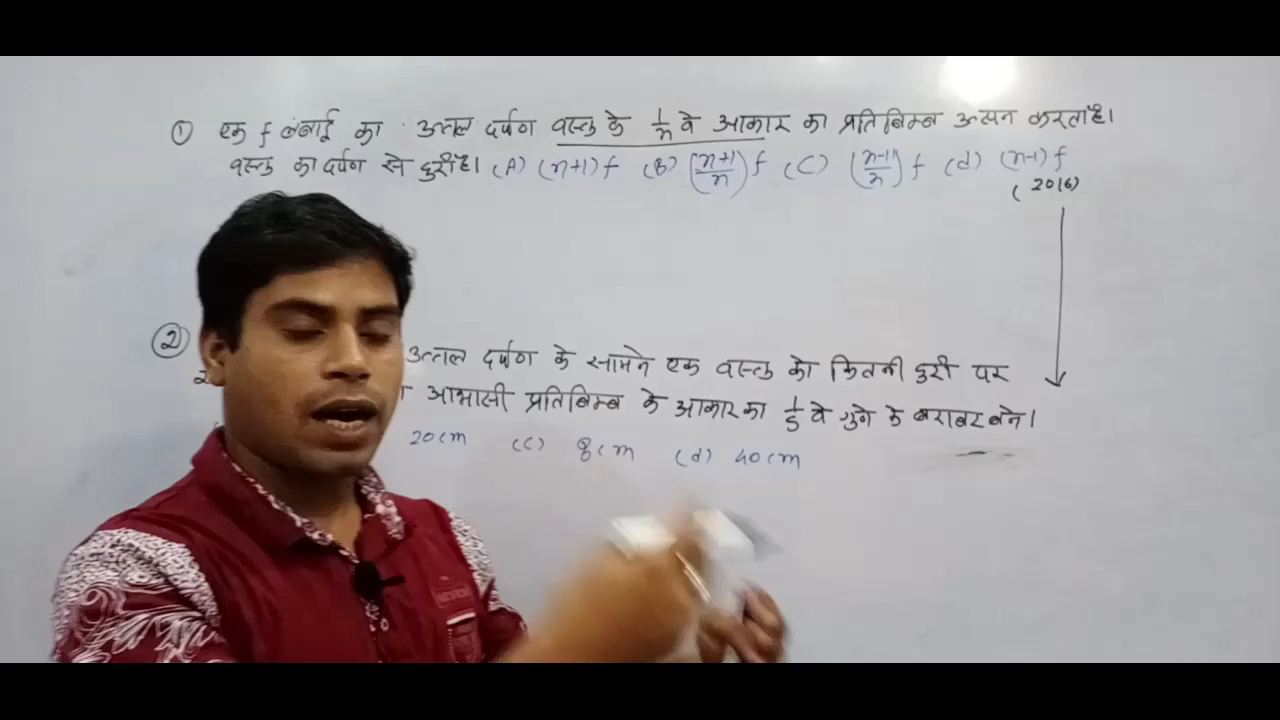 ① एक f लंबाई का उत्तल दर्पण वस्तु के 1/n वे आकार का प्रतिबिम्ब उत्पन करता है।
वस्तु का दर्पण से दुरी है। (A) (n+1) f (B) (n+1/n) f (C) (n-1/n) f (d) (n-1) f
( 2016)
② उत्तल दर्पण के सामने एक वस्तु को कितनी दुरी पर
आभासी प्रतिबिम्ब के आकार का 1/5 वे गुने के बराबर बने।
20cm (C) 8cm (d) 40cm